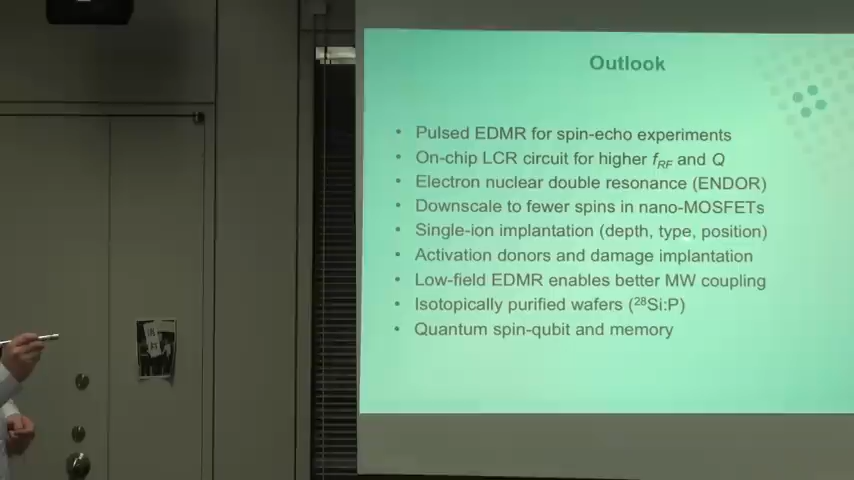 Outlook
• Pulsed EDMR for spin-echo experiments
• On-chip LCR circuit for higher f_RF and Q
• Electron nuclear double resonance (ENDOR)
• Downscale to fewer spins in nano-MOSFETs
• Single-ion implantation (depth, type, position)
• Activation donors and damage implantation
• Low-field EDMR enables better MW coupling
• Isotopically purified wafers (²⁸Si:P)
• Quantum spin-qubit and memory